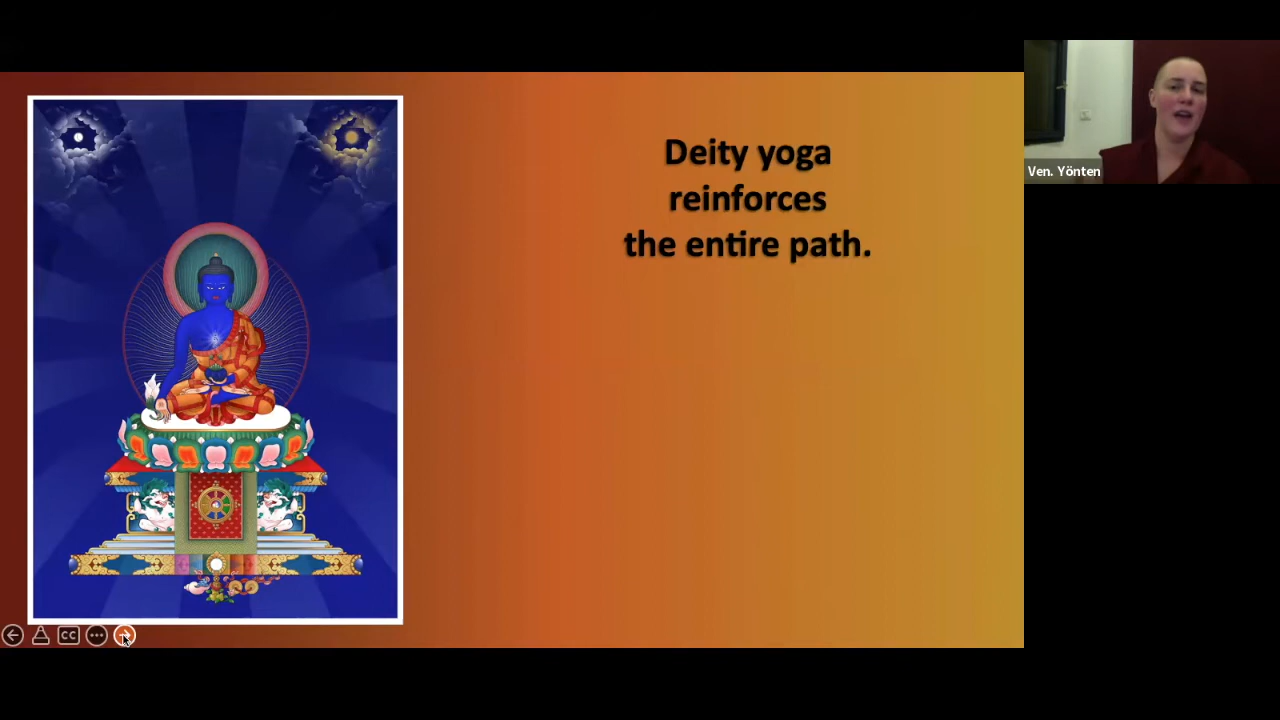 Deity yoga
reinforces
the entire path.
Ven. Yönten
CC